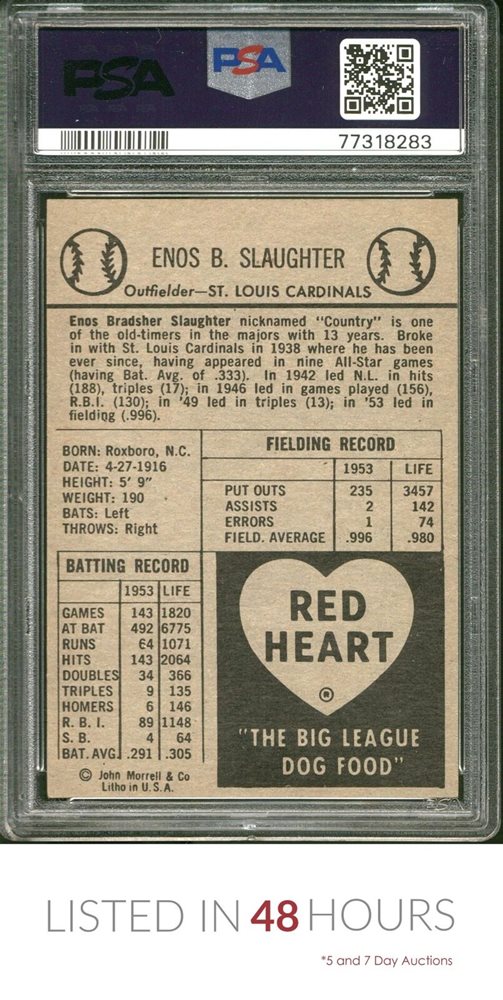 PSA
PSA
77318283
ENOS B. SLAUGHTER
Outfielder—ST. LOUIS CARDINALS
Enos Bradsher Slaughter nicknamed "Country" is one
of the old-timers in the majors with 13 years. Broke
in with St. Louis Cardinals in 1938 where he has been
ever since, having appeared in nine All-Star games
(having Bat. Avg. of .333). In 1942 led N.L. in hits
(188), triples (17); in 1946 led in games played (156),
R.B.I. (130); in '49 led in triples (13); in '53 led in
fielding (.996).
BORN: Roxboro, N.C.
DATE: 4-27-1916
HEIGHT: 5' 9"
WEIGHT: 190
BATS: Left
THROWS: Right
FIELDING RECORD
1953 LIFE
PUT OUTS 235 3457
ASSISTS 2 142
ERRORS 1 74
FIELD. AVERAGE .996 .980
BATTING RECORD
1953 LIFE
GAMES 143 1820
AT BAT 492 6775
RUNS 64 1071
HITS 143 2064
DOUBLES 34 366
TRIPLES 9 135
HOMERS 6 146
R. B. I. 89 1148
S. B. 4 64
BAT. AVG. .291 .305
© John Morrell & Co
Litho in U.S.A.
RED
HEART
®
"THE BIG LEAGUE
DOG FOOD"
PSA
LISTED IN 48 HOURS
*5 and 7 Day Auctions